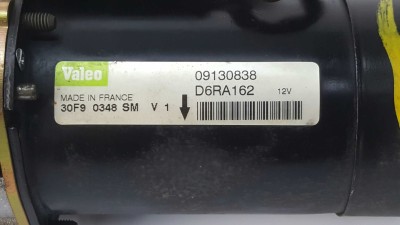 Valeo
09130838
D6RA162 12V
MADE IN FRANCE
30F9 0348 SM V 1